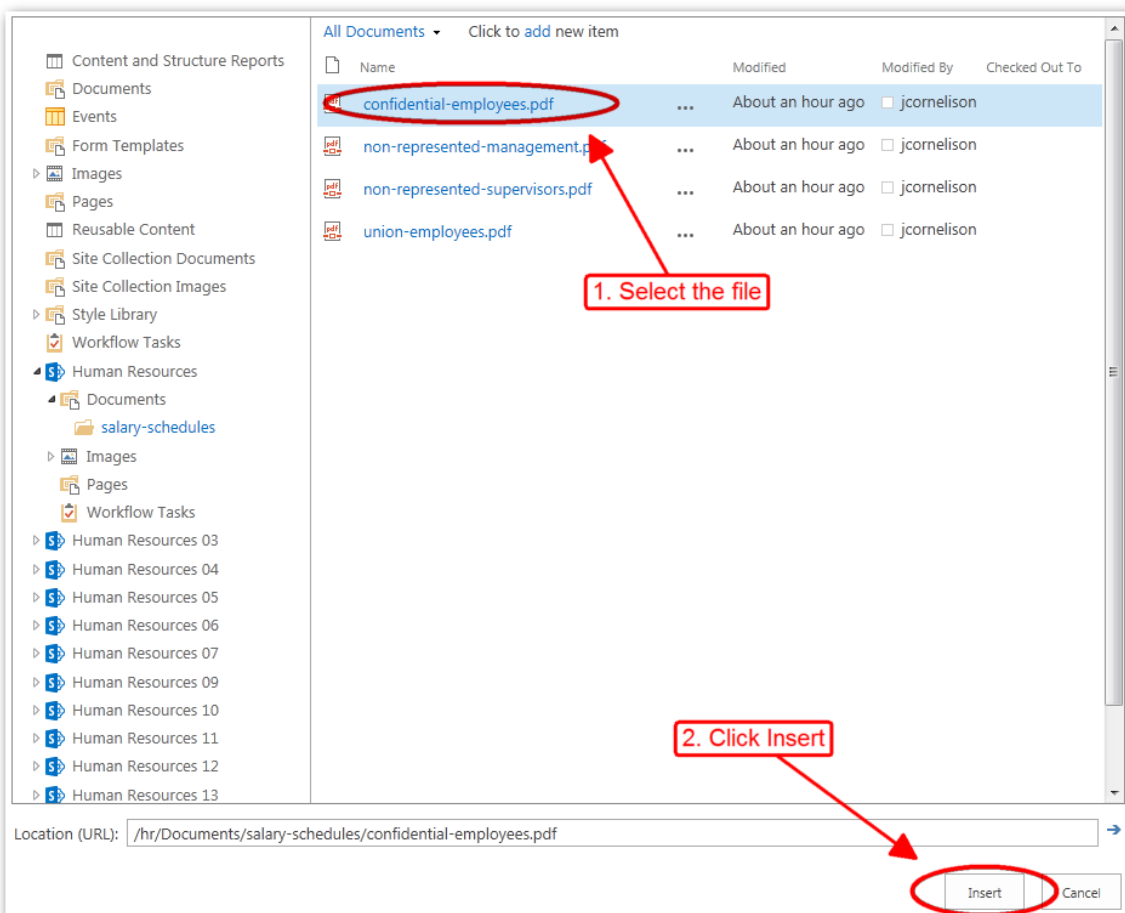 All Documents Click to add new item
Content and Structure Reports
Documents
Events
Form Templates
Images
Pages
Reusable Content
Site Collection Documents
Site Collection Images
Style Library
Workflow Tasks
Human Resources
Documents
salary-schedules
Images
Pages
Workflow Tasks
Human Resources 03
Human Resources 04
Human Resources 05
Human Resources 06
Human Resources 07
Human Resources 09
Human Resources 10
Human Resources 11
Human Resources 12
Human Resources 13
Name Modified Modified By Checked Out To
confidential-employees.pdf ... About an hour ago jcornelison
non-represented-management.pdf ... About an hour ago jcornelison
non-represented-supervisors.pdf ... About an hour ago jcornelison
union-employees.pdf ... About an hour ago jcornelison
1. Select the file
2. Click Insert
Location (URL): /hr/Documents/salary-schedules/confidential-employees.pdf
Insert Cancel